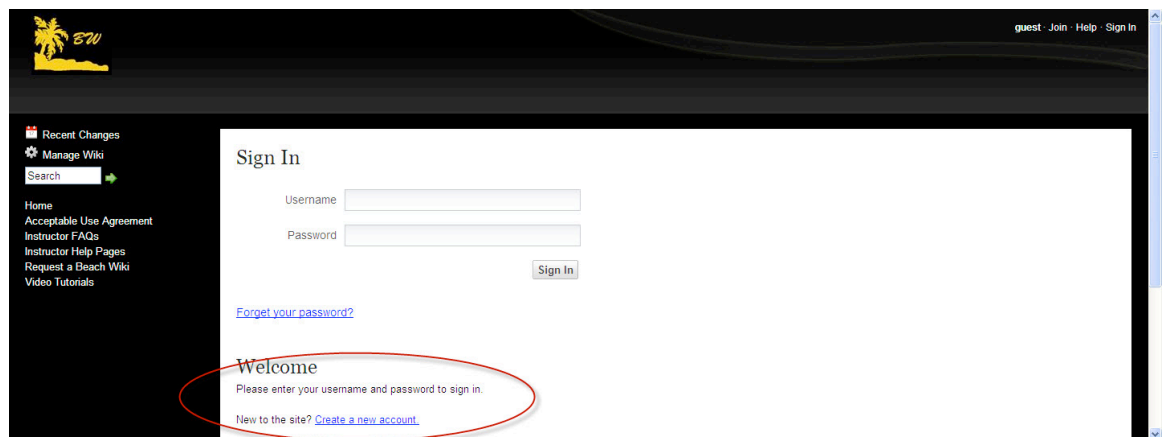 BW
guest · Join · Help · Sign In
Recent Changes
Manage Wiki
Search
Home
Acceptable Use Agreement
Instructor FAQs
Instructor Help Pages
Request a Beach Wiki
Video Tutorials
Sign In
Username
Password
Sign In
Forget your password?
Welcome
Please enter your username and password to sign in.
New to the site? Create a new account.